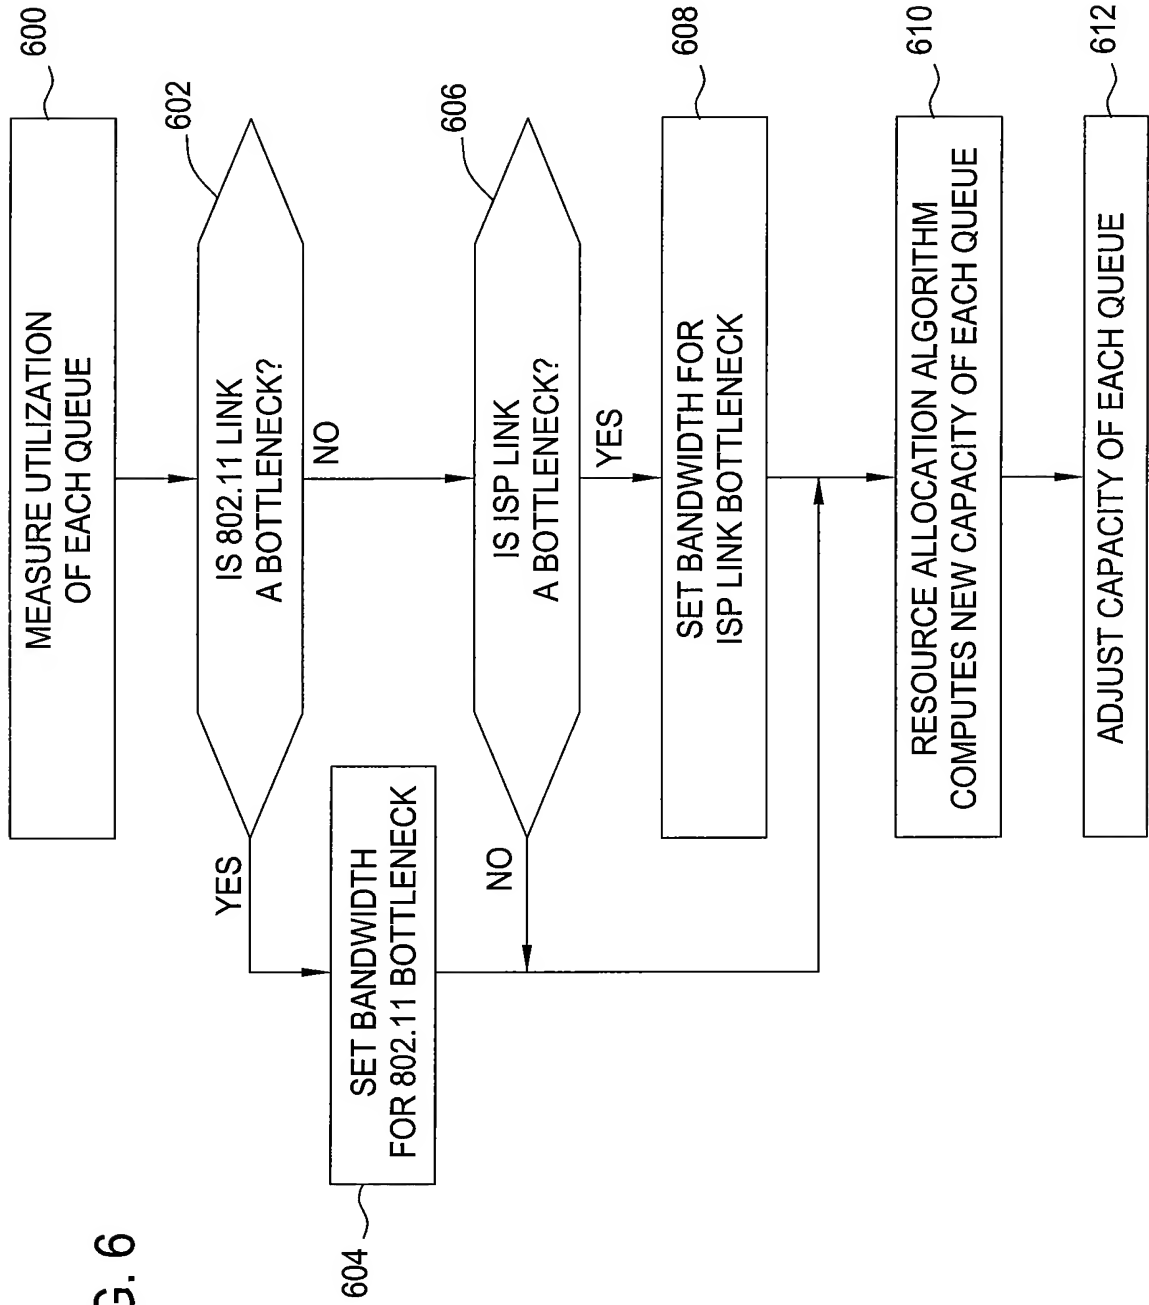 G. 6
600
MEASURE UTILIZATION
OF EACH QUEUE
602
IS 802.11 LINK
A BOTTLENECK?
YES
NO
604
SET BANDWIDTH
FOR 802.11 BOTTLENECK
606
IS ISP LINK
A BOTTLENECK?
NO
YES
608
SET BANDWIDTH FOR
ISP LINK BOTTLENECK
610
RESOURCE ALLOCATION ALGORITHM
COMPUTES NEW CAPACITY OF EACH QUEUE
612
ADJUST CAPACITY OF EACH QUEUE